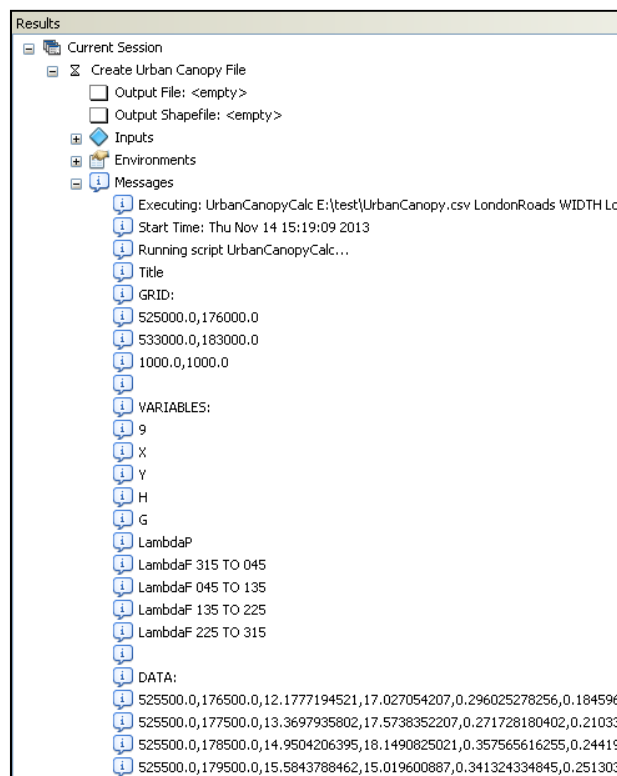 Results
Current Session
Create Urban Canopy File
Output File: <empty>
Output Shapefile: <empty>
Inputs
Environments
Messages
Executing: UrbanCanopyCalc E:\test\UrbanCanopy.csv LondonRoads WIDTH Lo
Start Time: Thu Nov 14 15:19:09 2013
Running script UrbanCanopyCalc...
Title
GRID:
525000.0,176000.0
533000.0,183000.0
1000.0,1000.0
VARIABLES:
9
X
Y
H
G
LambdaP
LambdaF 315 TO 045
LambdaF 045 TO 135
LambdaF 135 TO 225
LambdaF 225 TO 315
DATA:
525500.0,176500.0,12.1777194521,17.027054207,0.296025278256,0.184596
525500.0,177500.0,13.3697935802,17.5738352207,0.271728180402,0.21033
525500.0,178500.0,14.9504206395,18.1490825021,0.357565616255,0.24419
525500.0,179500.0,15.5843788462,15.019600887,0.341324334845,0.251303